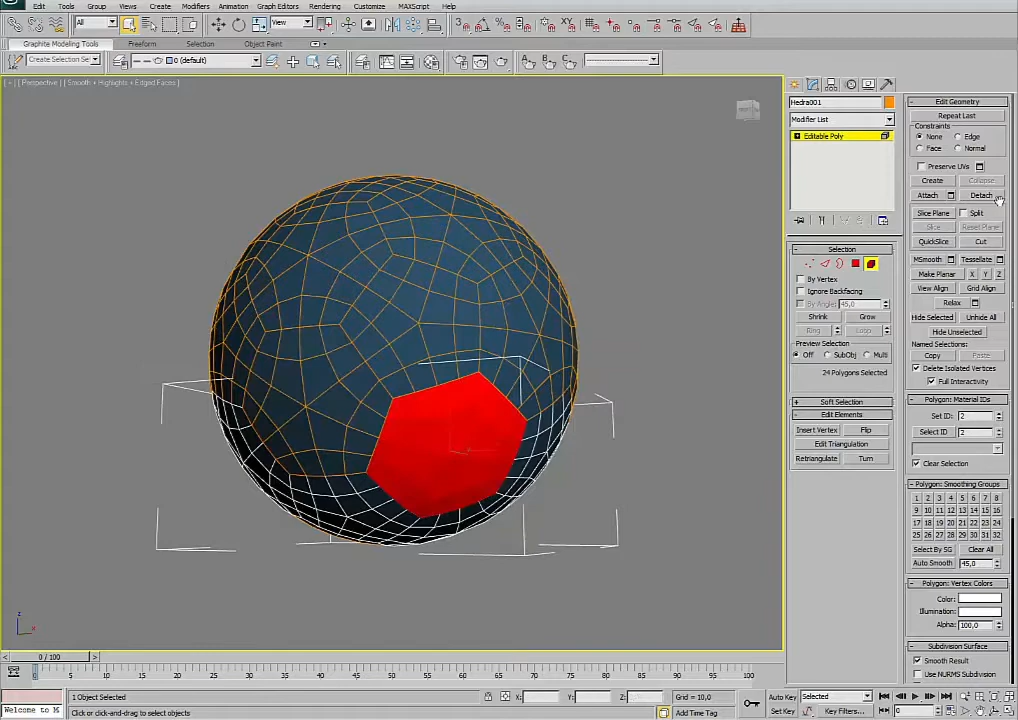 Edit Tools Group Views Create Modifiers Animation Graph Editors Rendering Customize MAXScript Help
All View
Graphite Modeling Tools Freeform Selection Object Paint
Create Selection Se 0 (default)
[ + ] [ Perspective ] [ Smooth + Highlights + Edged Faces ]
Hedra001
Modifier List
Editable Poly
Selection
By Vertex
Ignore Backfacing
By Angle: 45,0
Shrink Grow
Ring Loop
Preview Selection
Off SubObj Multi
24 Polygons Selected
Soft Selection
Edit Elements
Insert Vertex Flip
Edit Triangulation
Retriangulate Turn
Edit Geometry
Repeat Last
Constraints
None Edge
Face Normal
Preserve UVs
Create Collapse
Attach Detach
Slice Plane Split
Slice Reset Plane
QuickSlice Cut
MSmooth Tessellate
Make Planar X Y Z
View Align Grid Align
Relax
Hide Selected Unhide All
Hide Unselected
Named Selections:
Copy Paste
Delete Isolated Vertices
Full Interactivity
Polygon: Material IDs
Set ID: 2
Select ID 2
Clear Selection
Polygon: Smoothing Groups
1 2 3 4 5 6 7 8
9 10 11 12 13 14 15 16
17 18 19 20 21 22 23 24
25 26 27 28 29 30 31 32
Select By SG Clear All
Auto Smooth 45,0
Polygon: Vertex Colors
Color:
Illumination:
Alpha: 100,0
Subdivision Surface
Smooth Result
Use NURMS Subdivision
z
x
0 / 100
0 5 10 15 20 25 30 35 40 45 50 55 60 65 70 75 80 85 90 95 100
1 Object Selected X: Y: Z: Grid = 10,0 Auto Key Selected
Welcome to M Click or click-and-drag to select objects Add Time Tag Set Key Key Filters... 0